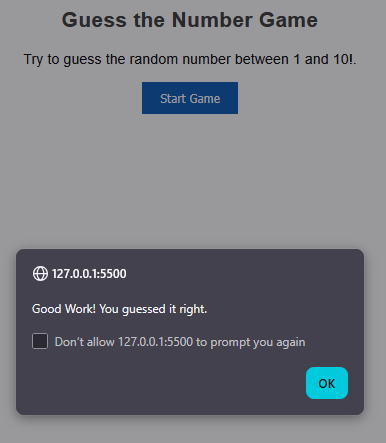 Guess the Number Game
Try to guess the random number between 1 and 10!.
Start Game
127.0.0.1:5500
Good Work! You guessed it right.
Don't allow 127.0.0.1:5500 to prompt you again
OK